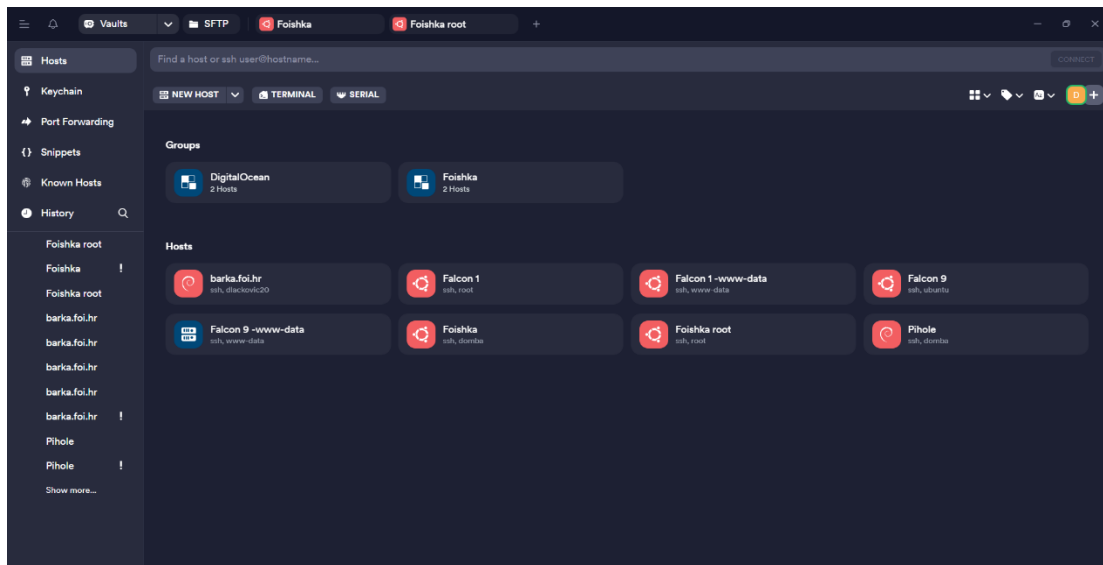 Vaults SFTP Foishka Foishka root +
Hosts
Keychain
Port Forwarding
Snippets
Known Hosts
History
Foishka root
Foishka !
Foishka root
barka.foi.hr
barka.foi.hr
barka.foi.hr
barka.foi.hr
barka.foi.hr !
Pihole
Pihole !
Show more...
Find a host or ssh user@hostname... CONNECT
NEW HOST TERMINAL SERIAL D +
Groups
DigitalOcean
2 Hosts
Foishka
2 Hosts
Hosts
barka.foi.hr
ssh, dlackovic20
Falcon 1
ssh, root
Falcon 1 -www-data
ssh, www-data
Falcon 9
ssh, ubuntu
Falcon 9 -www-data
ssh, www-data
Foishka
ssh, domba
Foishka root
ssh, root
Pihole
ssh, domba